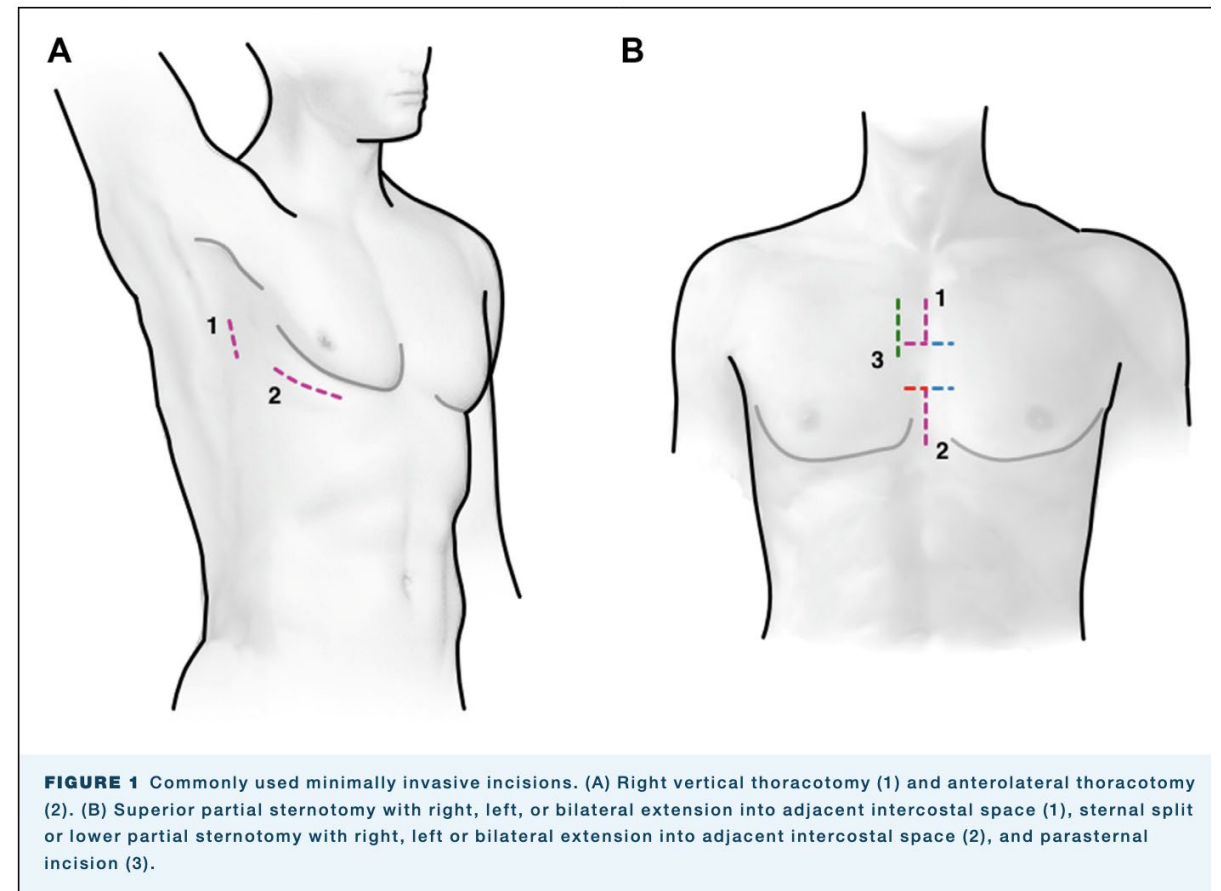 A
B
1
2
1
3
2
FIGURE 1 Commonly used minimally invasive incisions. (A) Right vertical thoracotomy (1) and anterolateral thoracotomy
(2). (B) Superior partial sternotomy with right, left, or bilateral extension into adjacent intercostal space (1), sternal split
or lower partial sternotomy with right, left or bilateral extension into adjacent intercostal space (2), and parasternal
incision (3).